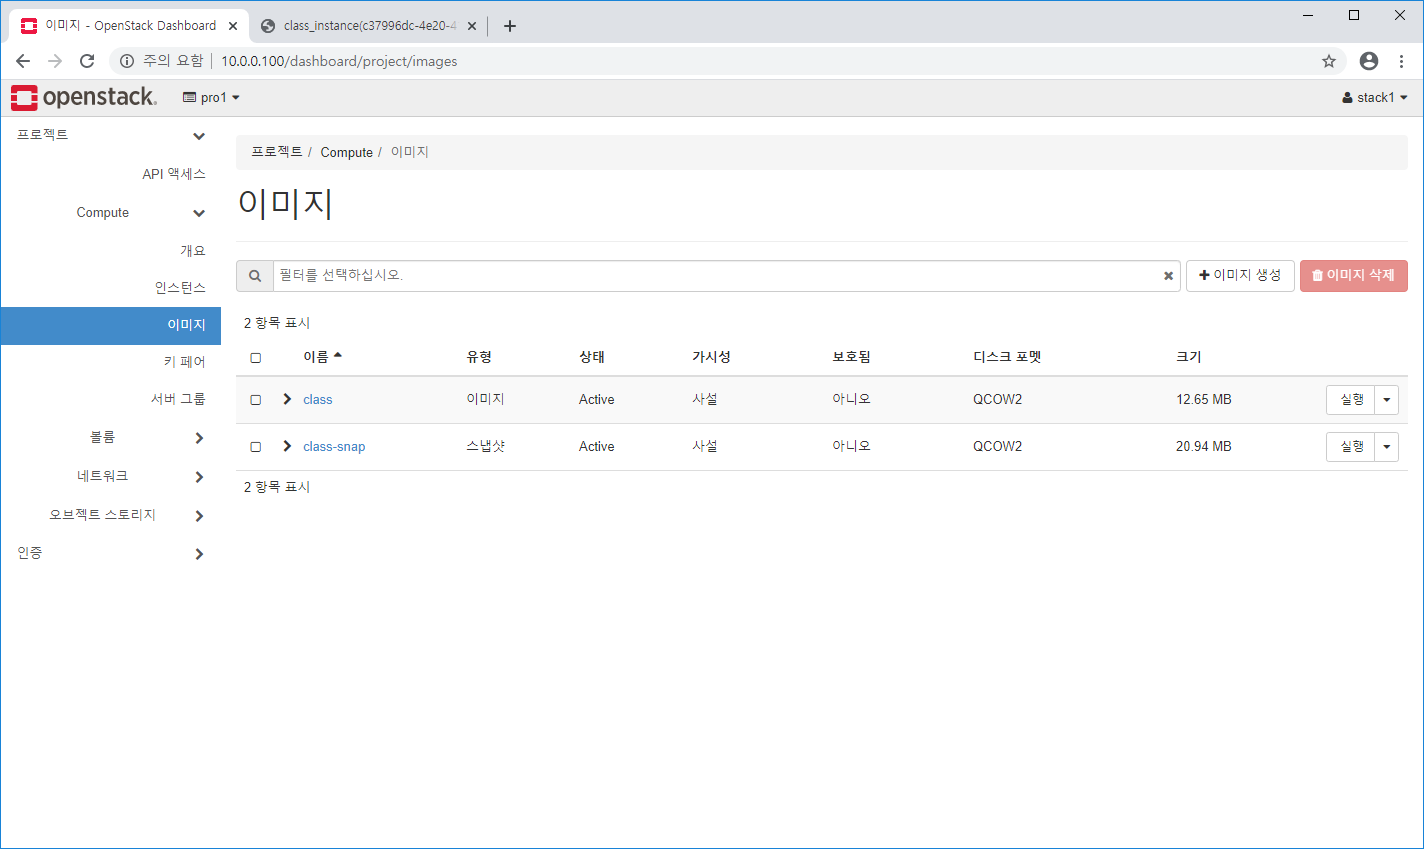 이미지 - OpenStack Dashboard
class_instance(c37996dc-4e20-4
주의 요함 | 10.0.0.100/dashboard/project/images
openstack.
pro1
stack1
프로젝트
API 액세스
Compute
개요
인스턴스
이미지
키 페어
서버 그룹
볼륨
네트워크
오브젝트 스토리지
인증
프로젝트 / Compute / 이미지
이미지
필터를 선택하십시오.
이미지 생성
이미지 삭제
2 항목 표시
이름 유형 상태 가시성 보호됨 디스크 포멧 크기
class 이미지 Active 사설 아니오 QCOW2 12.65 MB 실행
class-snap 스냅샷 Active 사설 아니오 QCOW2 20.94 MB 실행
2 항목 표시